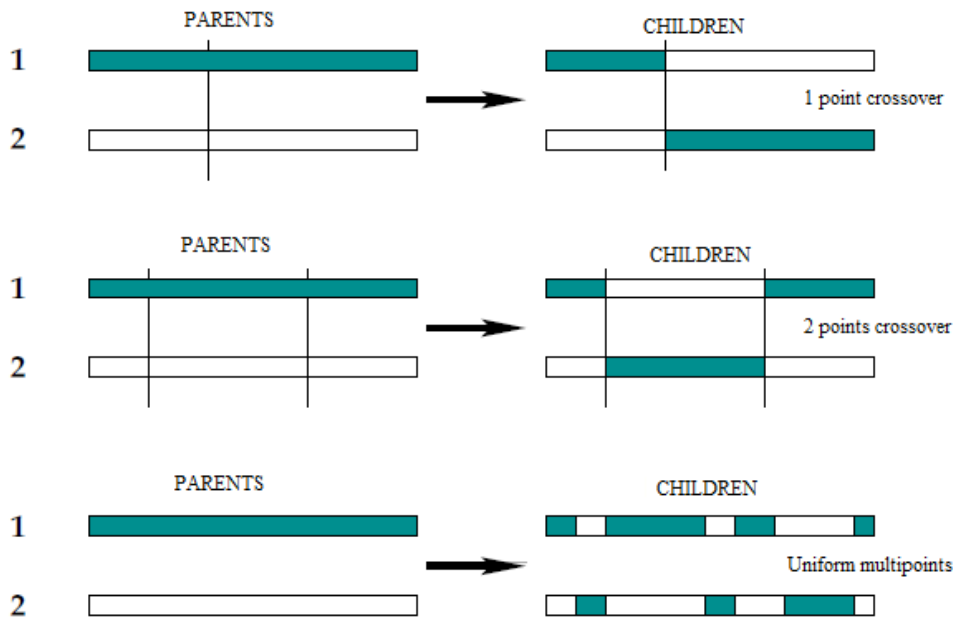 PARENTS
CHILDREN
1
1 point crossover
2
PARENTS
CHILDREN
1
2 points crossover
2
PARENTS
CHILDREN
1
Uniform multipoints
2